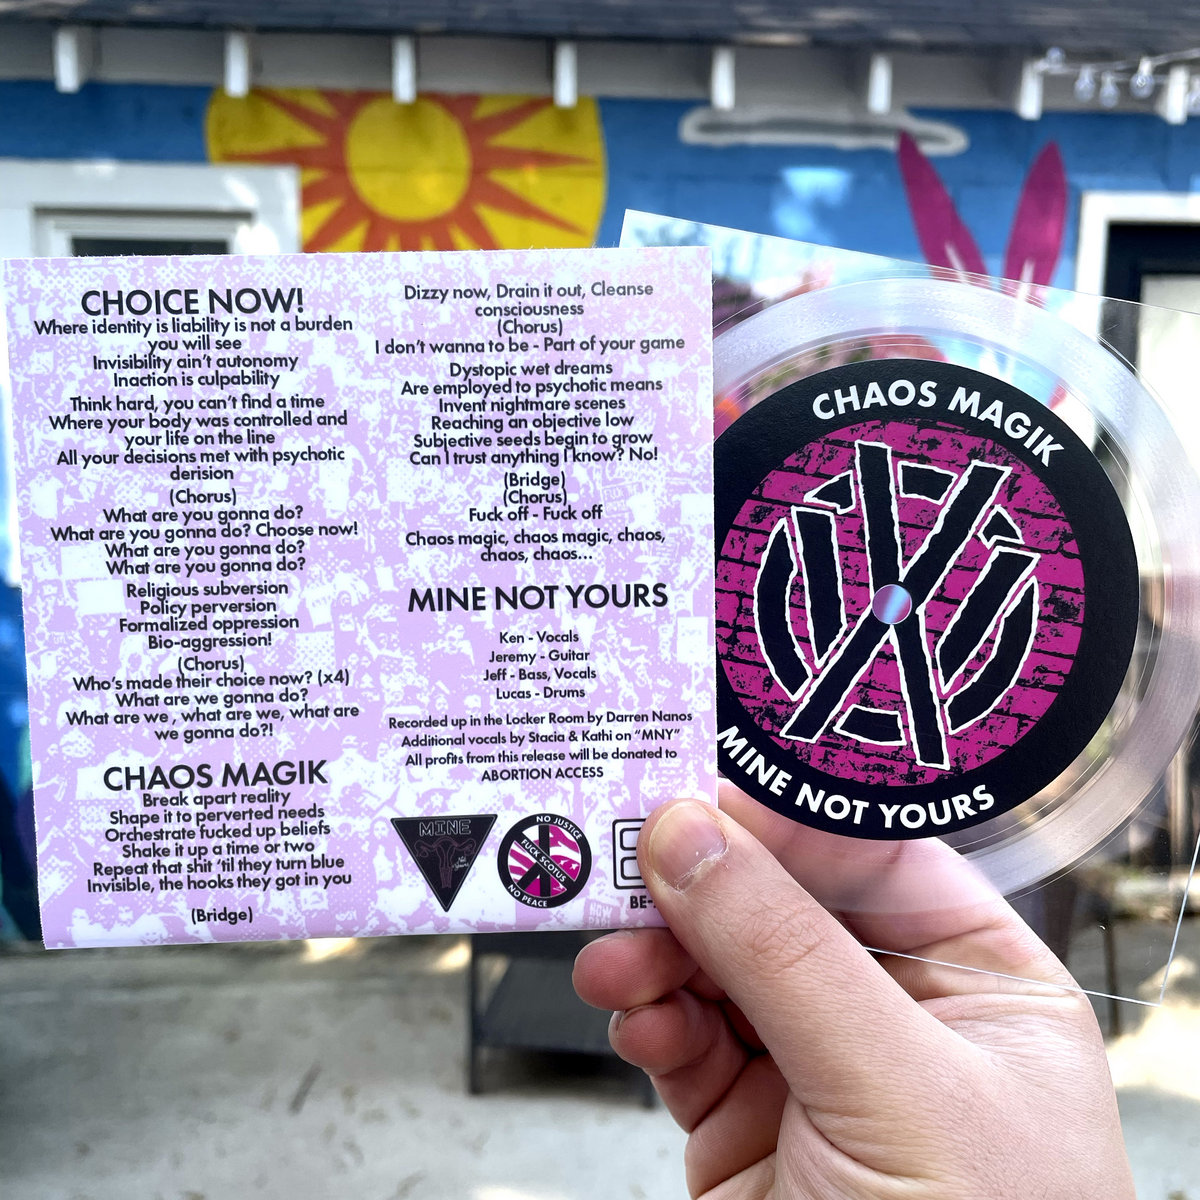 CHOICE NOW!
Where identity is liability is not a burden
you will see
Invisibility ain't autonomy
Inaction is culpability
Think hard, you can't find a time
Where your body was controlled and
your life on the line
All your decisions met with psychotic
derision
(Chorus)
What are you gonna do?
What are you gonna do? Choose now!
What are you gonna do?
What are you gonna do?
Religious subversion
Policy perversion
Formalized oppression
Bio-aggression!
(Chorus)
Who's made their choice now? (x4)
What are we gonna do?
What are we , what are we, what are
we gonna do?!
CHAOS MAGIK
Break apart reality
Shape it to perverted needs
Orchestrate fucked up beliefs
Shake it up a time or two
Repeat that shit 'til they turn blue
Invisible, the hooks they got in you
(Bridge)
Dizzy now, Drain it out, Cleanse
consciousness
(Chorus)
I don't wanna to be - Part of your game
Dystopic wet dreams
Are employed to psychotic means
Invent nightmare scenes
Reaching an objective low
Subjective seeds begin to grow
Can I trust anything I know? No!
(Bridge)
(Chorus)
Fuck off - Fuck off
Chaos magic, chaos magic, chaos,
chaos, chaos...
MINE NOT YOURS
Ken - Vocals
Jeremy - Guitar
Jeff - Bass, Vocals
Lucas - Drums
Recorded up in the Locker Room by Darren Nanos
Additional vocals by Stacia & Kathi on "MNY"
All profits from this release will be donated to
ABORTION ACCESS
MINE
Not Yours
NO JUSTICE
FUCK SCOTUS
NO PEACE
BE-
CHAOS MAGIK
MINE NOT YOURS